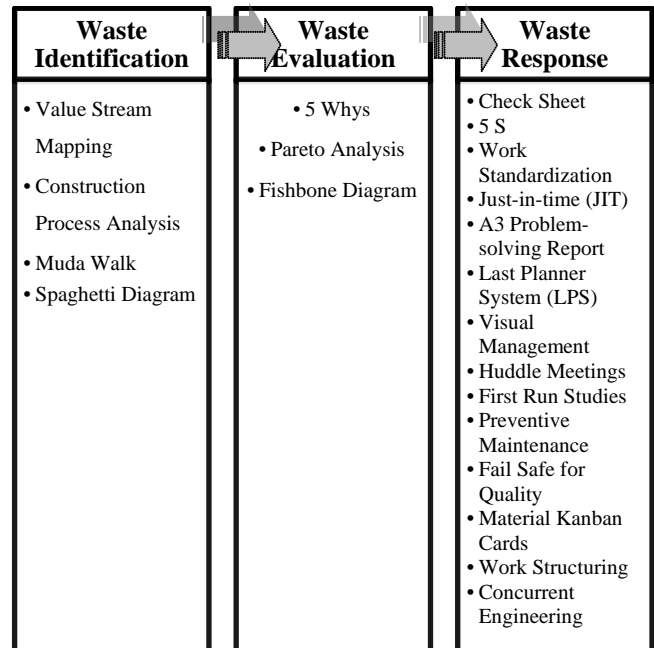 Waste
Identification
• Value Stream
Mapping
• Construction
Process Analysis
• Muda Walk
• Spaghetti Diagram
Waste
Evaluation
• 5 Whys
• Pareto Analysis
• Fishbone Diagram
Waste
Response
• Check Sheet
• 5 S
• Work
Standardization
• Just-in-time (JIT)
• A3 Problem-
solving Report
• Last Planner
System (LPS)
• Visual
Management
• Huddle Meetings
• First Run Studies
• Preventive
Maintenance
• Fail Safe for
Quality
• Material Kanban
Cards
• Work Structuring
• Concurrent
Engineering